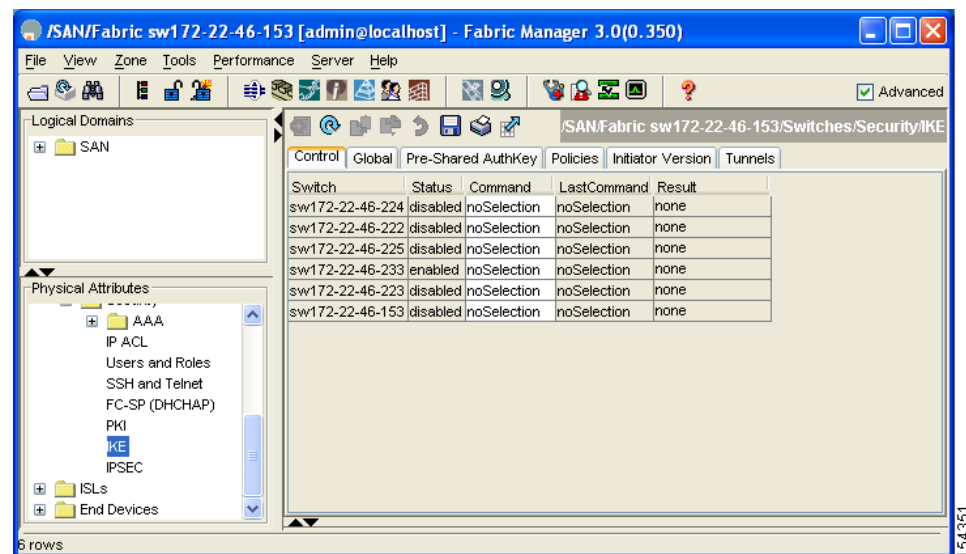 /SAN/Fabric sw172-22-46-153 [admin@localhost] - Fabric Manager 3.0(0.350)
File View Zone Tools Performance Server Help
Advanced
Logical Domains
SAN
/SAN/Fabric sw172-22-46-153/Switches/Security/IKE
Control Global Pre-Shared AuthKey Policies Initiator Version Tunnels
Switch Status Command LastCommand Result
sw172-22-46-224 disabled noSelection noSelection none
sw172-22-46-222 disabled noSelection noSelection none
sw172-22-46-225 disabled noSelection noSelection none
sw172-22-46-233 enabled noSelection noSelection none
sw172-22-46-223 disabled noSelection noSelection none
sw172-22-46-153 disabled noSelection noSelection none
Physical Attributes
AAA
IP ACL
Users and Roles
SSH and Telnet
FC-SP (DHCHAP)
PKI
IKE
IPSEC
ISLs
End Devices
6 rows
54351